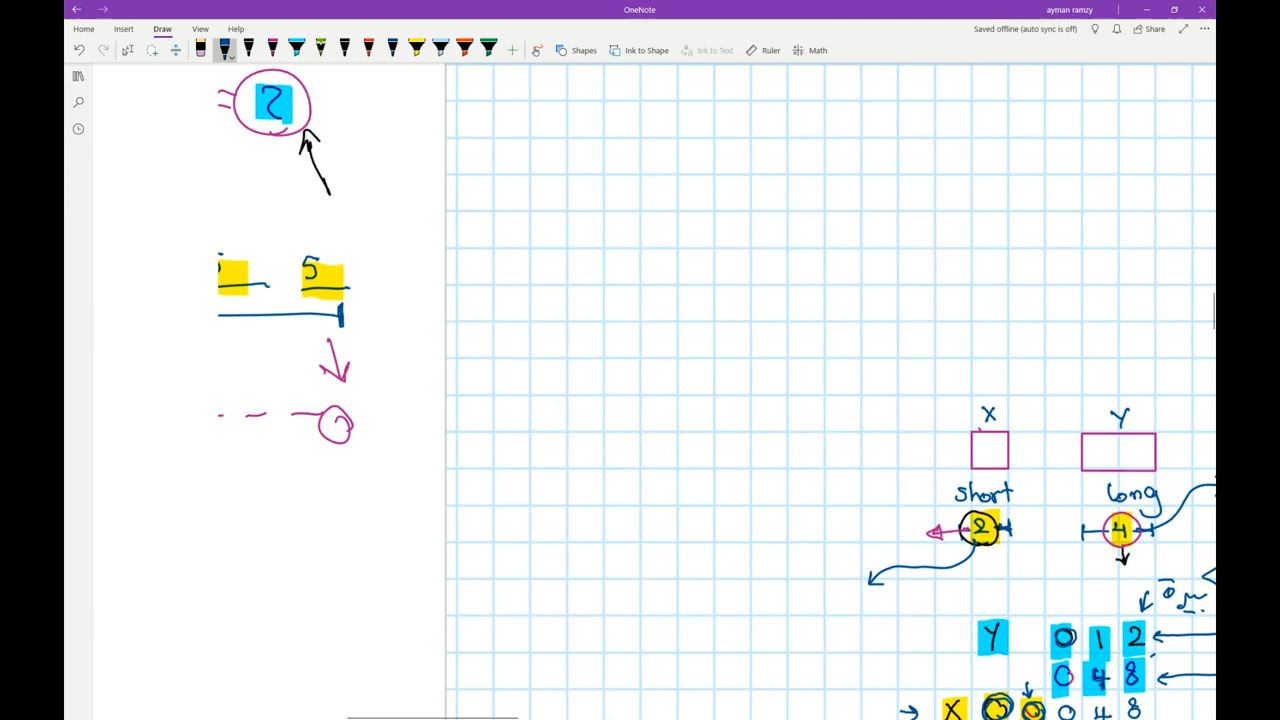 OneNote
ayman ramzy
Home Insert Draw View Help
Saved offline (auto sync is off)
Share
Shapes
Ink to Shape
Ink to Text
Ruler
Math
2
5
X Y
short long
2 4
Y 0 1 2
0 4 8
X 0 0 0 4 8